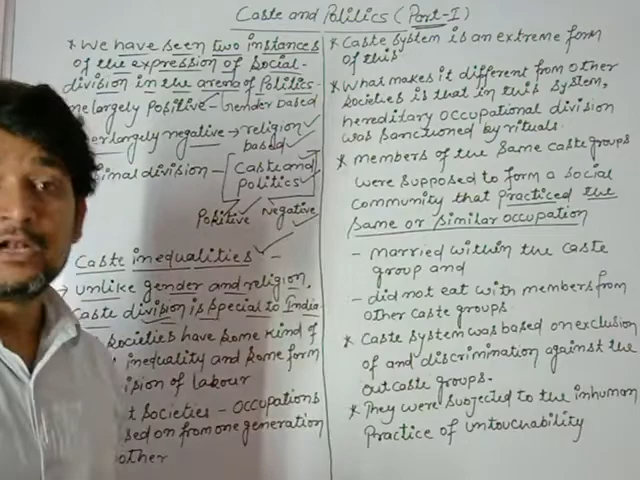 Caste and Politics (Part-I)
* We have seen two instances
of the expression of social
division in the arena of Politics-
ne largely positive - Gender based
er largely negative → religion
based
inal division - Caste and
Politics
Positive Negative
Caste inequalities -
→ Unlike gender and religion,
Caste division is special to India
societies have some kind of
inequality and some form
ision of labour
t societies - occupations
sed on from one generation
other
* Caste system is an extreme form
of this
* What makes it different from other
societies is that in this system,
hereditary occupational division
was sanctioned by rituals.
* members of the same caste groups
were supposed to form a social
community that practiced the
same or similar occupation
- married within the caste
group and
- did not eat with members from
other caste groups
* Caste system was based on exclusion
of and discrimination against the
outcaste groups.
* They were subjected to the inhuman
Practice of untouchability